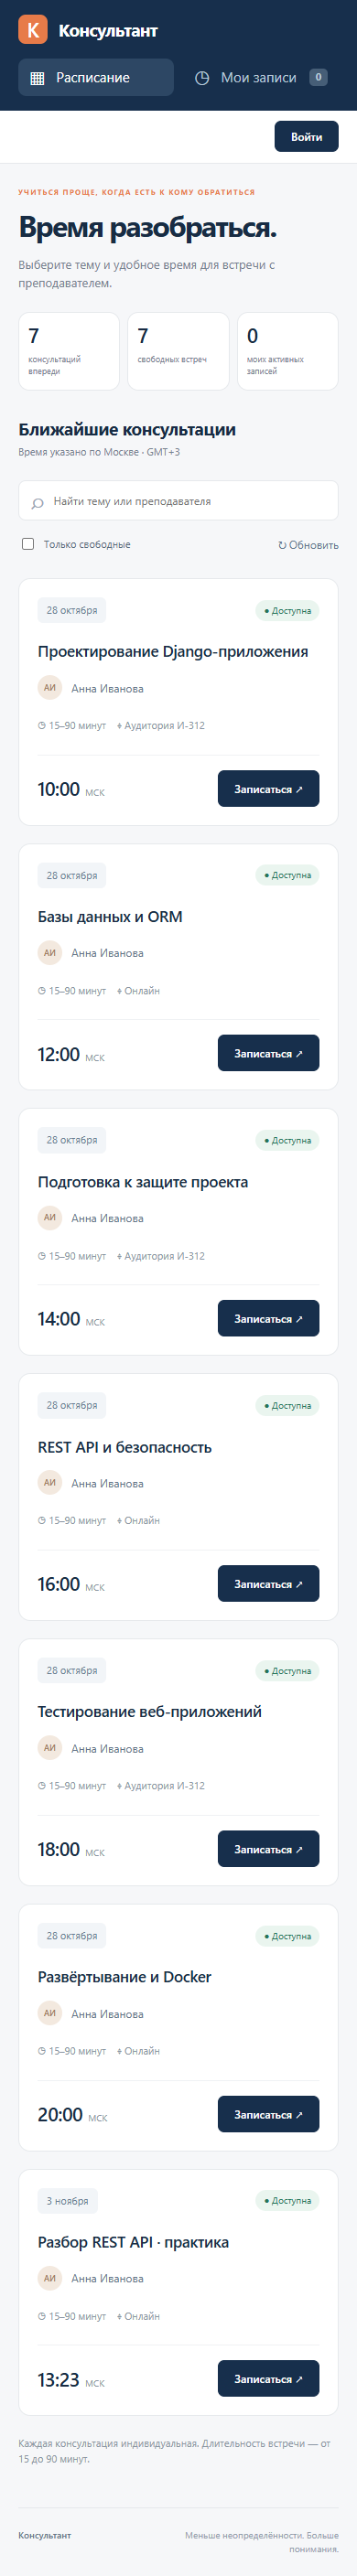 К Консультант
Расписание
Мои записи 0
Войти
УЧИТЬСЯ ПРОЩЕ, КОГДА ЕСТЬ К КОМУ ОБРАТИТЬСЯ
Время разобраться.
Выберите тему и удобное время для встречи с
преподавателем.
7
консультаций
впереди
7
свободных встреч
0
моих активных
записей
Ближайшие консультации
Время указано по Москве · GMT+3
Найти тему или преподавателя
Только свободные
↻ Обновить
28 октября
● Доступна
Проектирование Django-приложения
АИ Анна Иванова
◷ 15–90 минут ⌖ Аудитория И-312
10:00 МСК
Записаться ↗
28 октября
● Доступна
Базы данных и ORM
АИ Анна Иванова
◷ 15–90 минут ⌖ Онлайн
12:00 МСК
Записаться ↗
28 октября
● Доступна
Подготовка к защите проекта
АИ Анна Иванова
◷ 15–90 минут ⌖ Аудитория И-312
14:00 МСК
Записаться ↗
28 октября
● Доступна
REST API и безопасность
АИ Анна Иванова
◷ 15–90 минут ⌖ Онлайн
16:00 МСК
Записаться ↗
28 октября
● Доступна
Тестирование веб-приложений
АИ Анна Иванова
◷ 15–90 минут ⌖ Аудитория И-312
18:00 МСК
Записаться ↗
28 октября
● Доступна
Развёртывание и Docker
АИ Анна Иванова
◷ 15–90 минут ⌖ Онлайн
20:00 МСК
Записаться ↗
3 ноября
● Доступна
Разбор REST API · практика
АИ Анна Иванова
◷ 15–90 минут ⌖ Онлайн
13:23 МСК
Записаться ↗
Каждая консультация индивидуальная. Длительность встречи — от
15 до 90 минут.
Консультант
Меньше неопределённости. Больше
понимания.